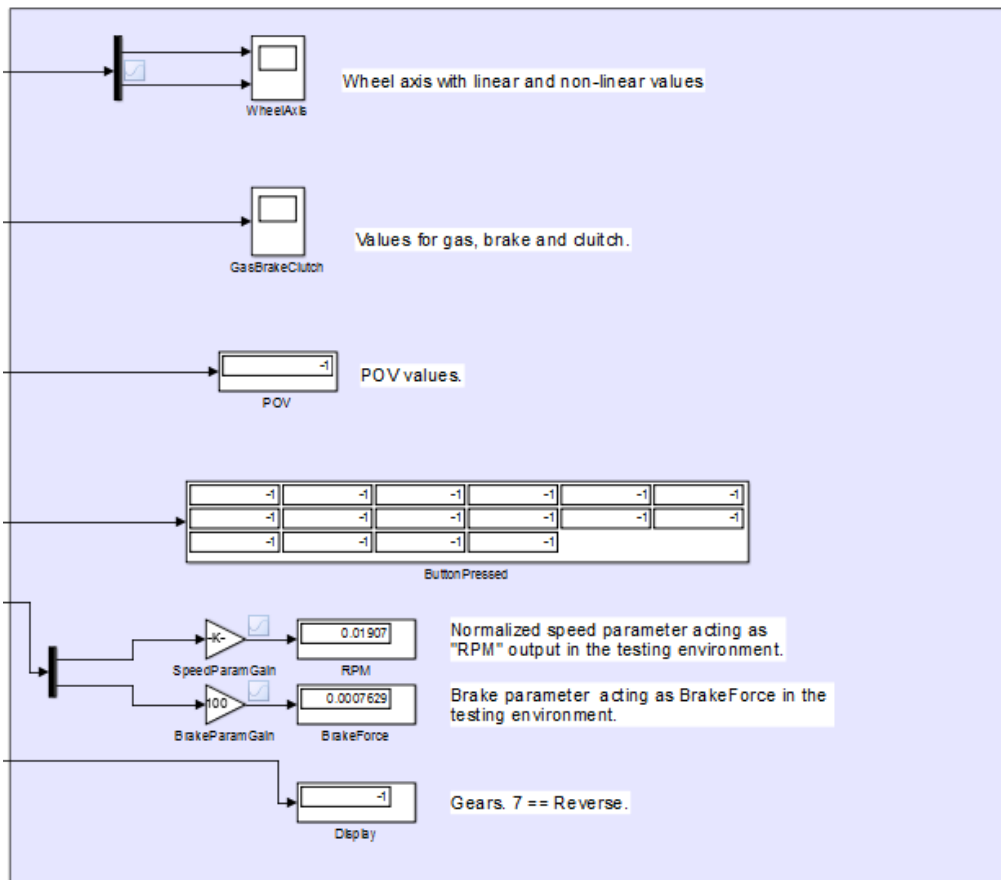 Wheel axis with linear and non-linear values
WheelAxis
Values for gas, brake and cluitch.
GasBrakeClutch
-1
POV values.
POV
-1 -1 -1 -1 -1 -1
-1 -1 -1 -1 -1 -1
-1 -1 -1 -1
ButtonPressed
-K-
0.01907
Normalized speed parameter acting as
"RPM" output in the testing environment.
SpeedParamGain
RPM
100
0.0007629
Brake parameter acting as BrakeForce in the
testing environment.
BrakeParamGain
BrakeForce
-1
Gears. 7 == Reverse.
Display